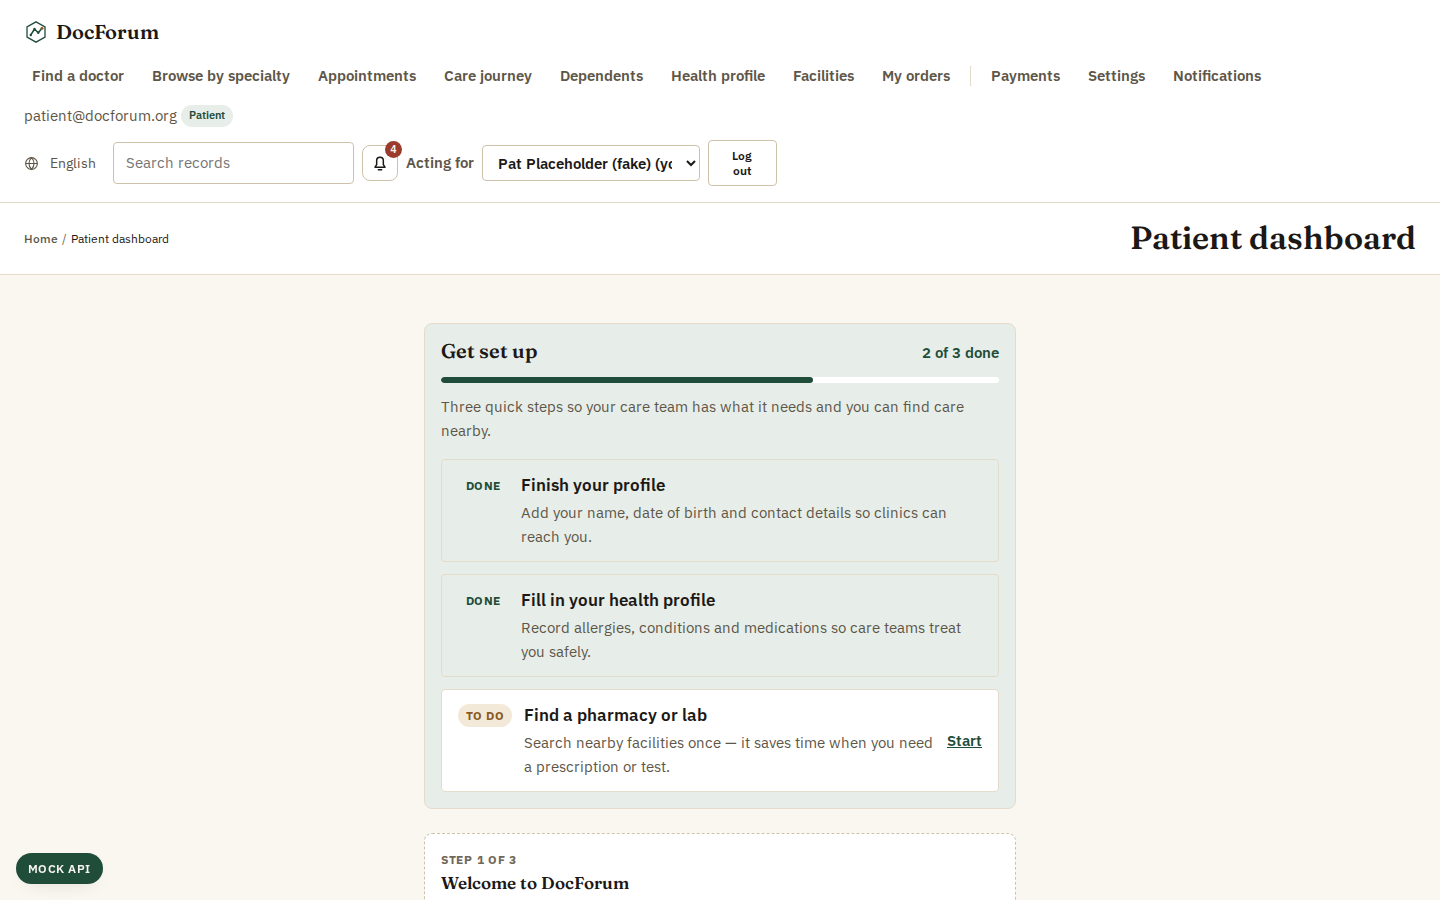 DocForum
Find a doctor Browse by specialty Appointments Care journey Dependents Health profile Facilities My orders Payments Settings Notifications
patient@docforum.org Patient
English Search records 4 Acting for Pat Placeholder (fake) (yo Log out
Home / Patient dashboard
Patient dashboard
Get set up
2 of 3 done
Three quick steps so your care team has what it needs and you can find care
nearby.
DONE Finish your profile
Add your name, date of birth and contact details so clinics can
reach you.
DONE Fill in your health profile
Record allergies, conditions and medications so care teams treat
you safely.
TO DO Find a pharmacy or lab
Search nearby facilities once — it saves time when you need
a prescription or test.
Start
STEP 1 OF 3
Welcome to DocForum
MOCK API